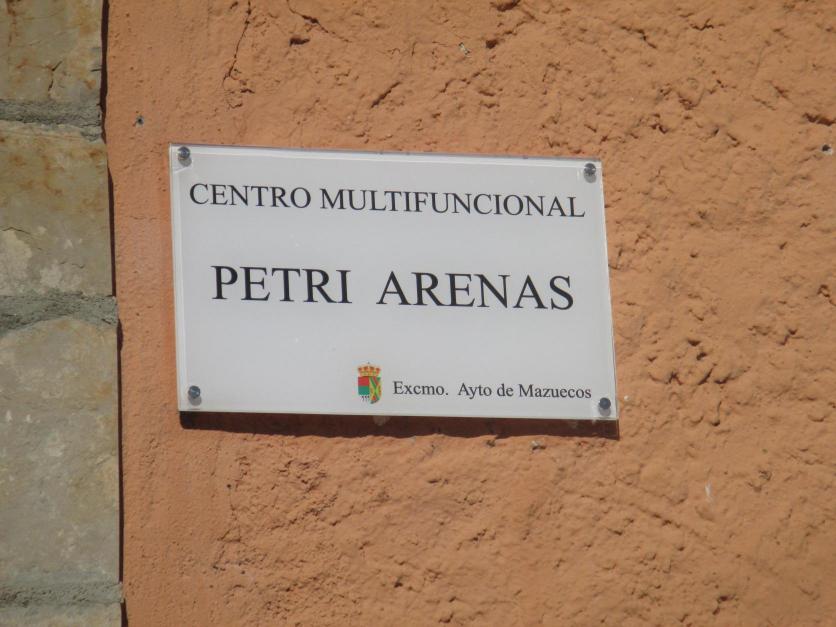 CENTRO MULTIFUNCIONAL
PETRI ARENAS
Excmo. Ayto de Mazuecos